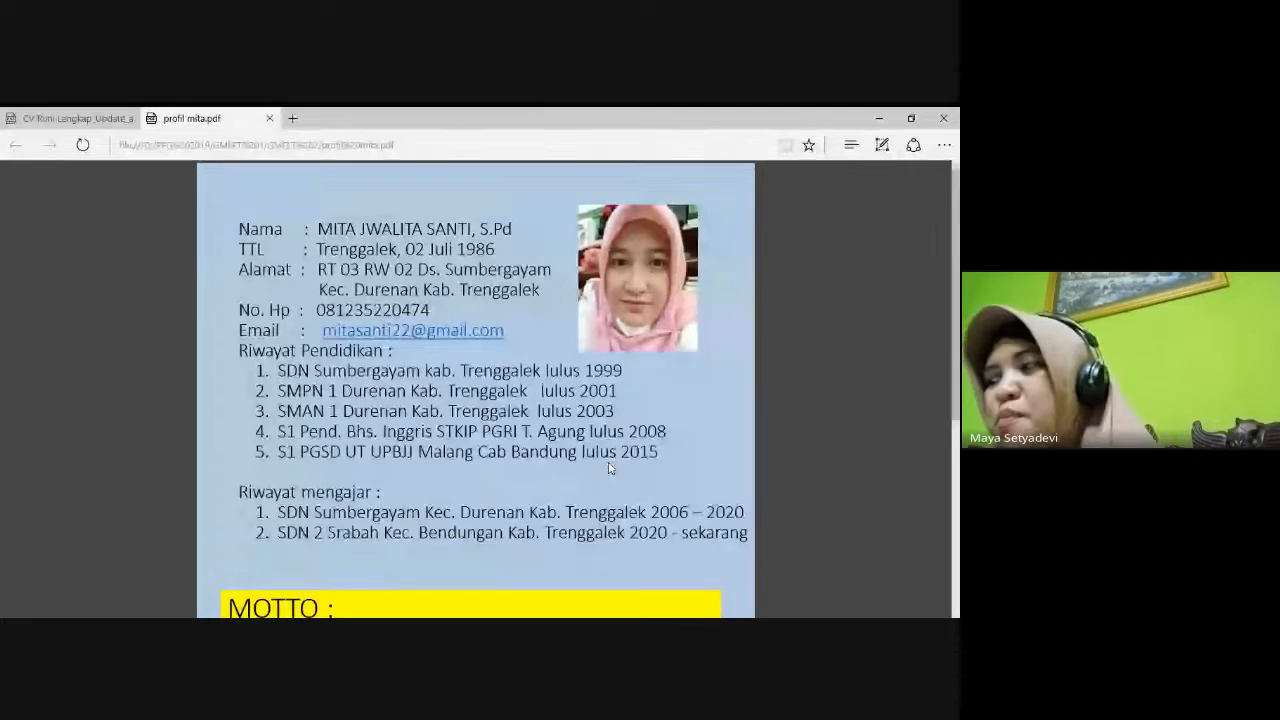 CV Rini Lengkap_Update_a
profil mita.pdf
Nama : MITA JWALITA SANTI, S.Pd
TTL : Trenggalek, 02 Juli 1986
Alamat : RT 03 RW 02 Ds. Sumbergayam
Kec. Durenan Kab. Trenggalek
No. Hp : 081235220474
Email : mitasanti22@gmail.com
Riwayat Pendidikan :
1. SDN Sumbergayam kab. Trenggalek lulus 1999
2. SMPN 1 Durenan Kab. Trenggalek lulus 2001
3. SMAN 1 Durenan Kab. Trenggalek lulus 2003
4. S1 Pend. Bhs. Inggris STKIP PGRI T. Agung lulus 2008
5. S1 PGSD UT UPBJJ Malang Cab Bandung lulus 2015
Riwayat mengajar :
1. SDN Sumbergayam Kec. Durenan Kab. Trenggalek 2006 – 2020
2. SDN 2 Srabah Kec. Bendungan Kab. Trenggalek 2020 - sekarang
MOTTO :
Maya Setyadevi